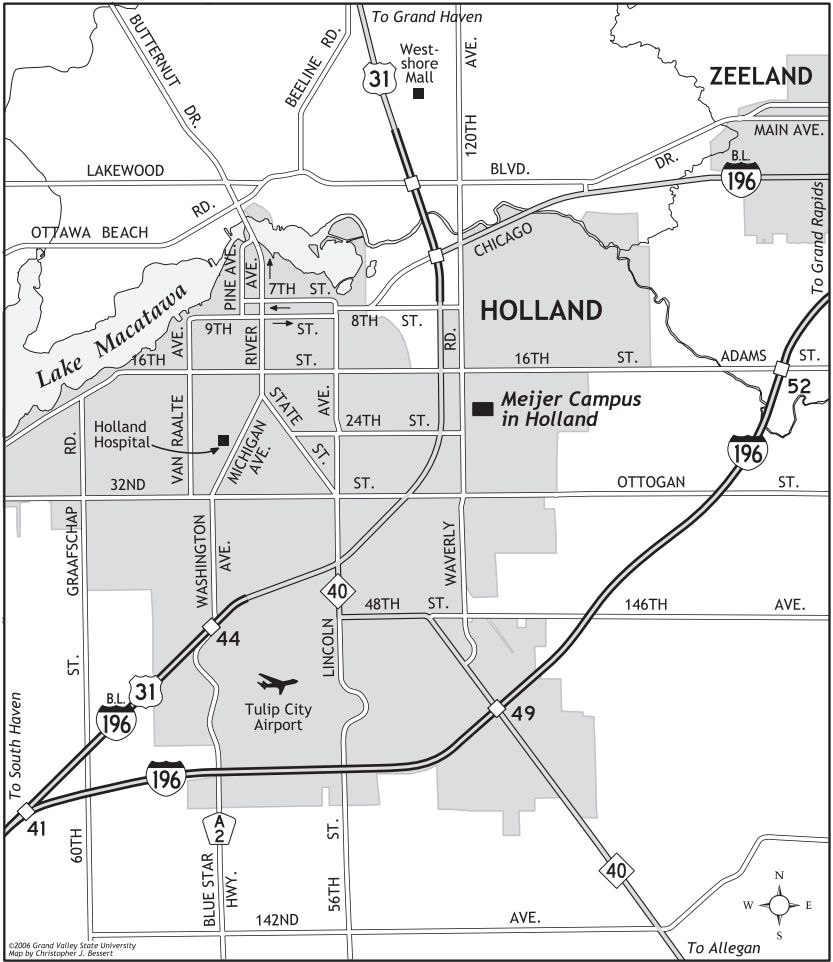 To Grand Haven
BUTTERNUT
DR.
BEELINE RD.
West-
shore
Mall
31
AVE.
120TH
ZEELAND
MAIN AVE.
B.L.
196
LAKEWOOD
BLVD.
DR.
OTTAWA BEACH
RD.
CHICAGO
To Grand Rapids
PINE AVE.
AVE.
7TH ST.
8TH ST.
9TH ST.
RIVER
AVE.
HOLLAND
RD.
Lake Macatawa
16TH
ST.
16TH ST.
ADAMS ST.
52
STATE
ST.
AVE.
Meijer Campus
in Holland
24TH ST.
Holland
Hospital
RD.
VAN RAALTE
MICHIGAN
AVE.
196
32ND
ST.
OTTOGAN ST.
GRAAFSCHAP
WASHINGTON
AVE.
WAVERLY
40
48TH ST.
146TH AVE.
44
LINCOLN
ST.
31
B.L.
196
Tulip City
Airport
49
To South Haven
196
41
A
2
60TH
ST.
BLUE STAR
HWY.
56TH
40
142ND
AVE.
N
W E
S
To Allegan
©2006 Grand Valley State University
Map by Christopher J. Bessert